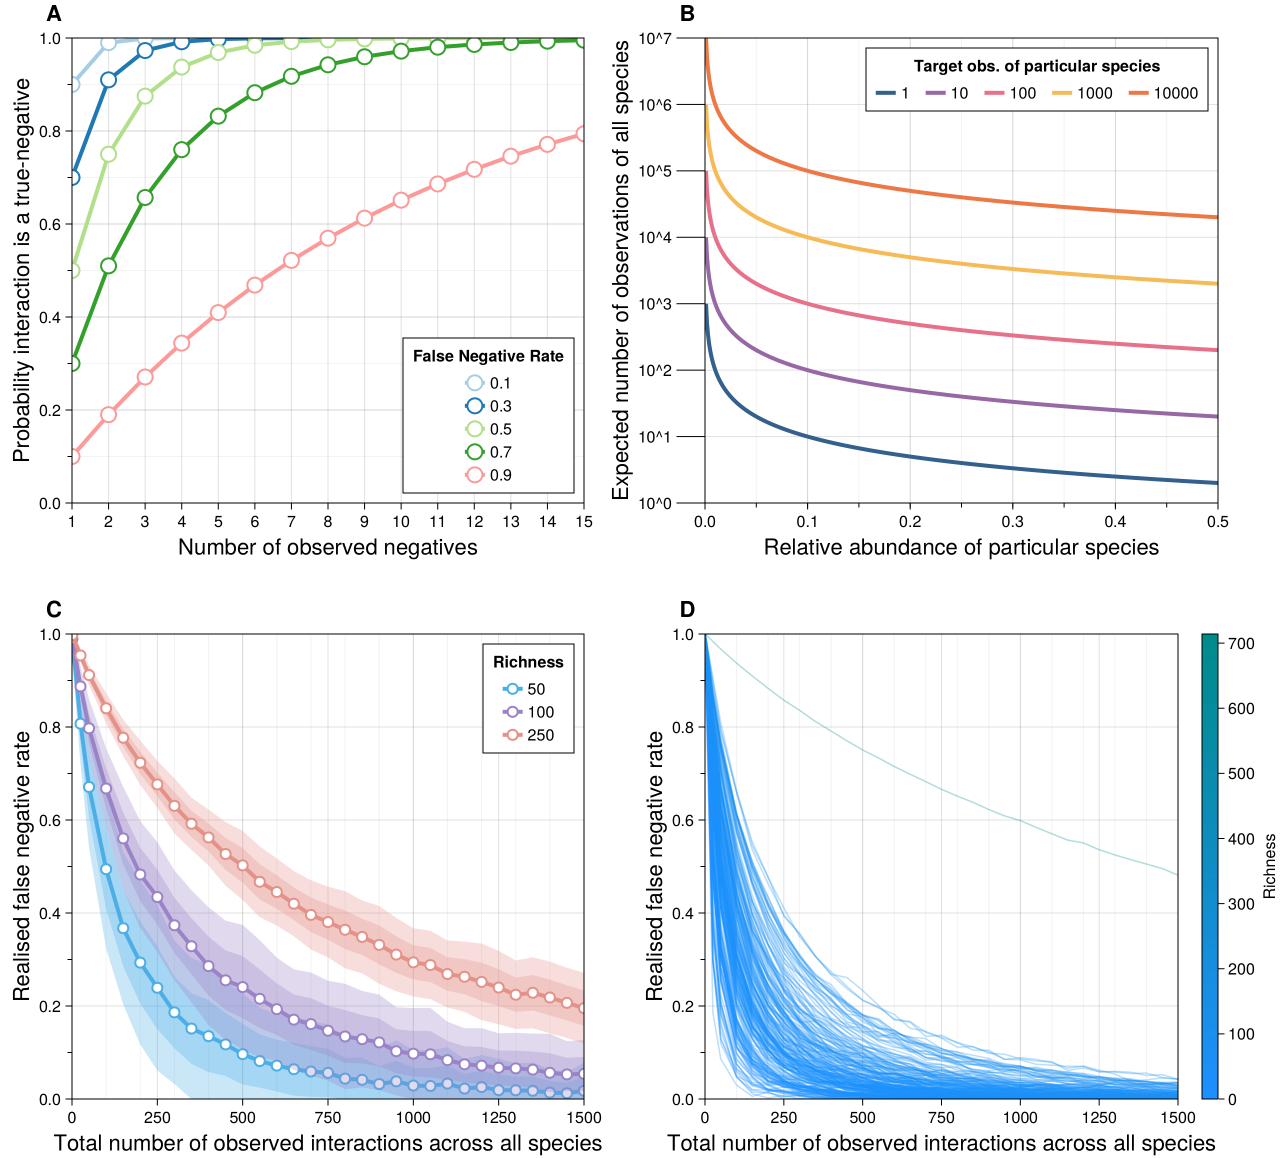 A
Probability interaction is a true-negative
1.0
0.8
0.6
0.4
0.2
0.0
1 2 3 4 5 6 7 8 9 10 11 12 13 14 15
Number of observed negatives
False Negative Rate
0.1
0.3
0.5
0.7
0.9
B
Expected number of observations of all species
10^7
10^6
10^5
10^4
10^3
10^2
10^1
10^0
0.0 0.1 0.2 0.3 0.4 0.5
Relative abundance of particular species
Target obs. of particular species
1 10 100 1000 10000
C
Realised false negative rate
1.0
0.8
0.6
0.4
0.2
0.0
0 250 500 750 1000 1250 1500
Total number of observed interactions across all species
Richness
50
100
250
D
Realised false negative rate
1.0
0.8
0.6
0.4
0.2
0.0
0 250 500 750 1000 1250 1500
Total number of observed interactions across all species
700
600
500
400
300
200
100
0
Richness